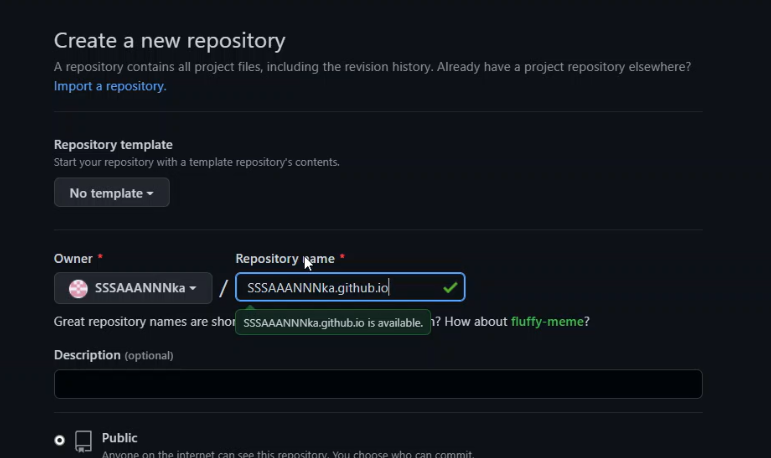 Create a new repository
A repository contains all project files, including the revision history. Already have a project repository elsewhere?
Import a repository.
Repository template
Start your repository with a template repository's contents.
No template
Owner *
Repository name *
SSSAAANNNka
/
SSSAAANNNka.github.io
Great repository names are shor
SSSAAANNNka.github.io is available.
? How about fluffy-meme?
Description (optional)
Public
Anyone on the internet can see this repository. You choose who can commit.